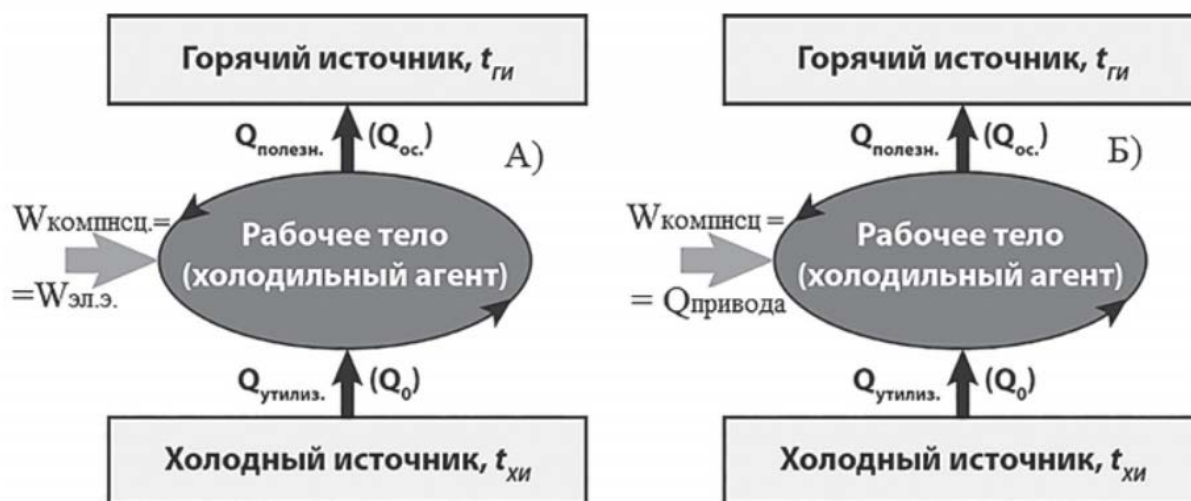 Горячий источник, tГИ
Qполезн. (Qос.)
А)
Wкомпнсц.=
=Wэл.э.
Рабочее тело
(холодильный агент)
Qутилиз. (Q0)
Холодный источник, tХИ
Горячий источник, tГИ
Qполезн. (Qос.)
Б)
Wкомпнсц =
= Qпривода
Рабочее тело
(холодильный агент)
Qутилиз. (Q0)
Холодный источник, tХИ